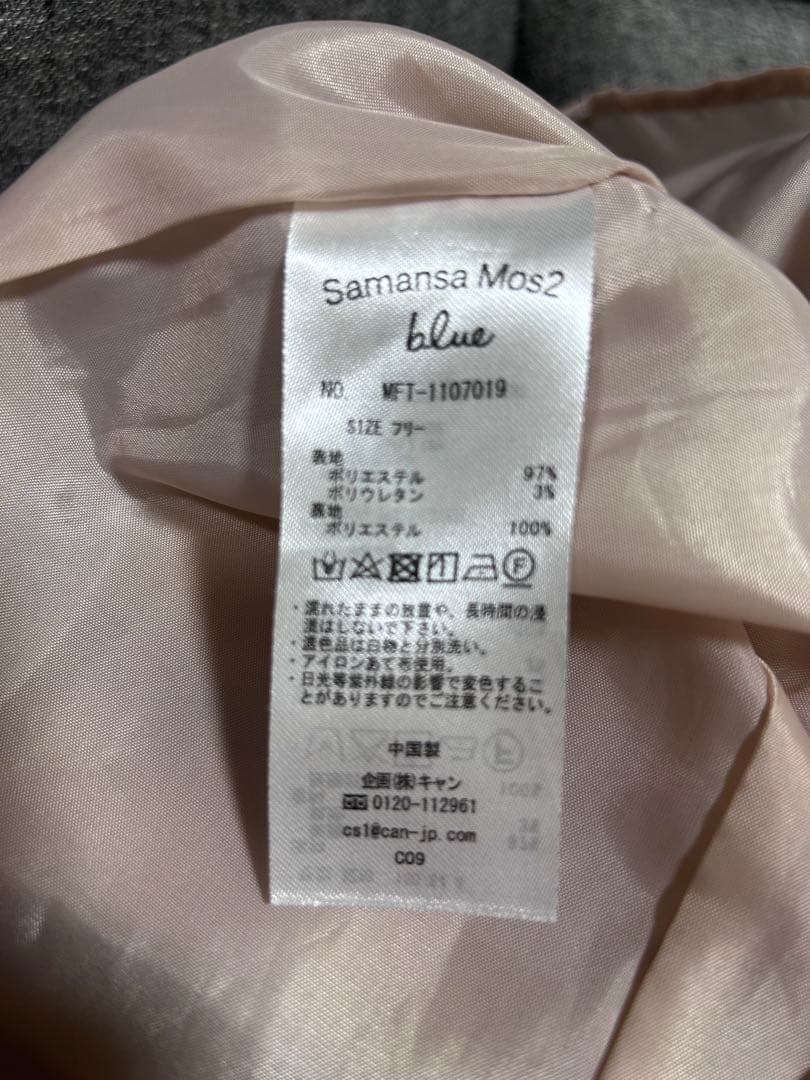 Samansa Mos2
blue
NO. MFT-1107019
SIZE フリー
表地
ポリエステル 97%
ポリウレタン 3%
裏地
ポリエステル 100%
F
・濡れたままの放置や、長時間の浸
漬はしないで下さい。
・濃色品は白物と分別洗い。
・アイロンあて布使用。
・日光等紫外線の影響で変色するこ
とがありますのでご注意ください。
中国製
企画(株)キャン
0120-112961
cs1@can-jp.com
C09